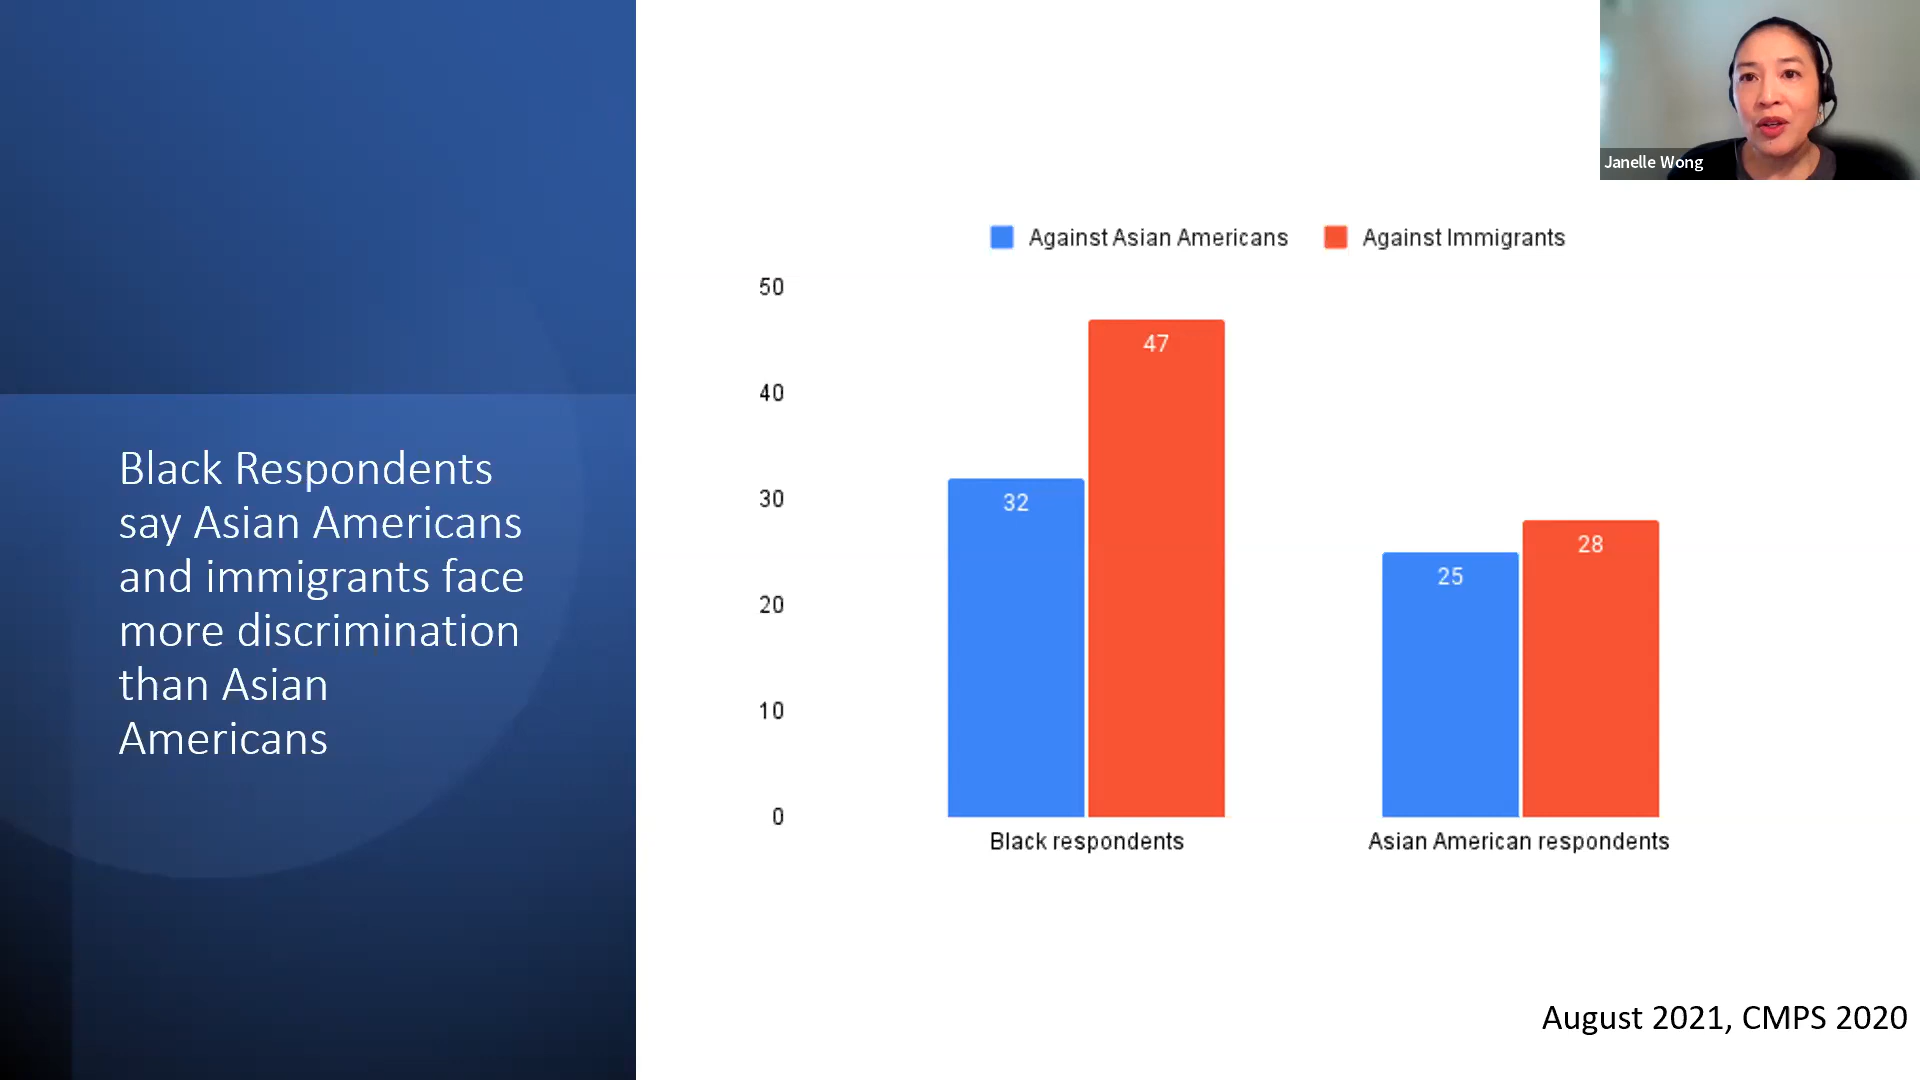 Janelle Wong
Black Respondents
say Asian Americans
and immigrants face
more discrimination
than Asian
Americans
Against Asian Americans
Against Immigrants
50
40
30
20
10
0
32
47
25
28
Black respondents
Asian American respondents
August 2021, CMPS 2020